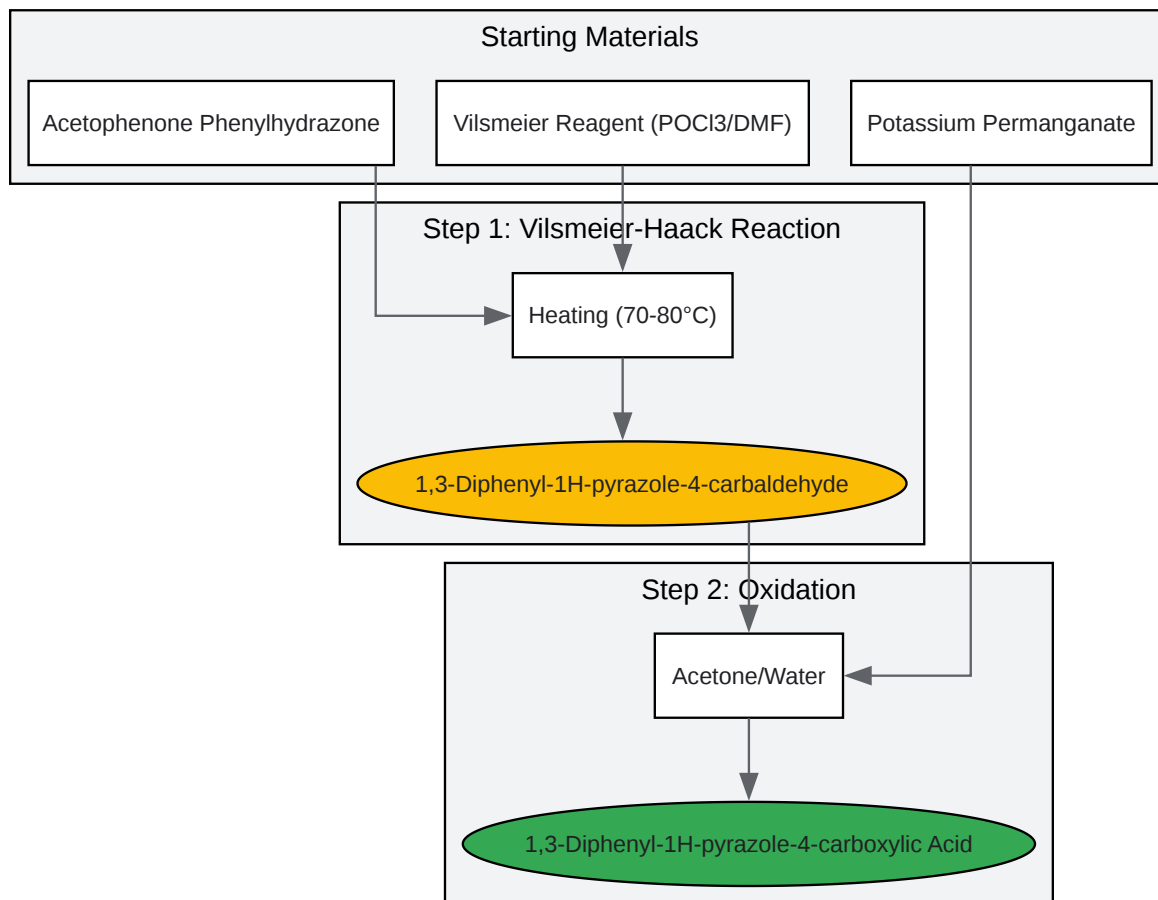 Starting Materials
Acetophenone Phenylhydrazone
Vilsmeier Reagent (POCl3/DMF)
Potassium Permanganate
Step 1: Vilsmeier-Haack Reaction
Heating (70-80°C)
1,3-Diphenyl-1H-pyrazole-4-carbaldehyde
Step 2: Oxidation
Acetone/Water
1,3-Diphenyl-1H-pyrazole-4-carboxylic Acid